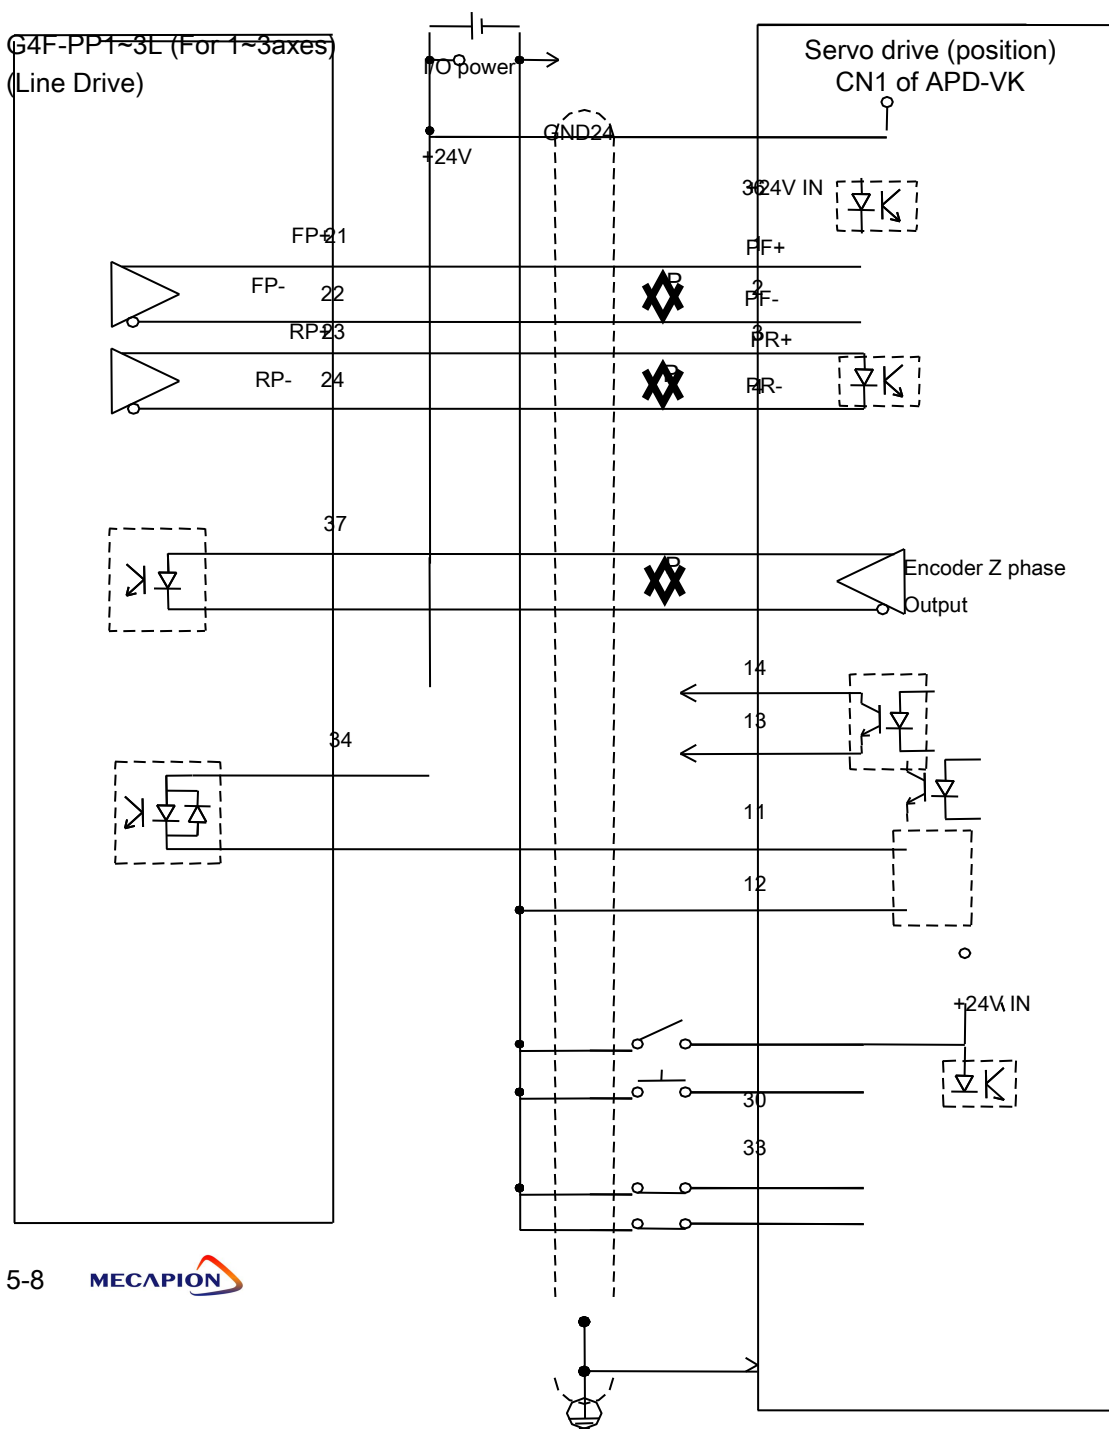 G4F-PP1~3L (For 1~3axes)
(Line Drive)
I/O power
Servo drive (position)
CN1 of APD-VK
GND24
+24V
36
+24V IN
FP+
21
1
PF+
FP-
22
P
2
PF-
RP+
23
3
PR+
RP-
24
P
4
PR-
37
P
Encoder Z phase
Output
14
13
34
11
12
+24V IN
30
33
5-8
MECAPION